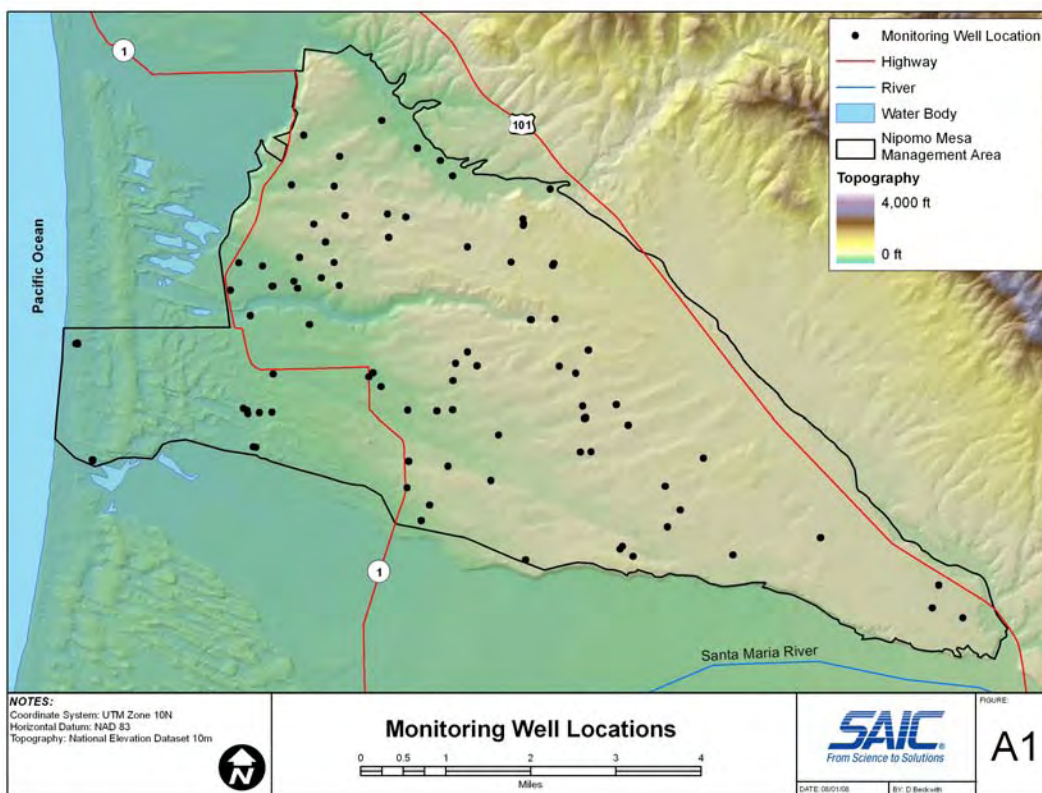 1
101
Pacific Ocean
1
Santa Maria River
Monitoring Well Location
Highway
River
Water Body
Nipomo Mesa
Management Area
Topography
4,000 ft
0 ft
NOTES:
Coordinate System: UTM Zone 10N
Horizontal Datum: NAD 83
Topography: National Elevation Dataset 10m
N
Monitoring Well Locations
0 0.5 1 2 3 4
Miles
SAIC®
From Science to Solutions
DATE: 08/01/08 BY: D Beckwith
FIGURE:
A1